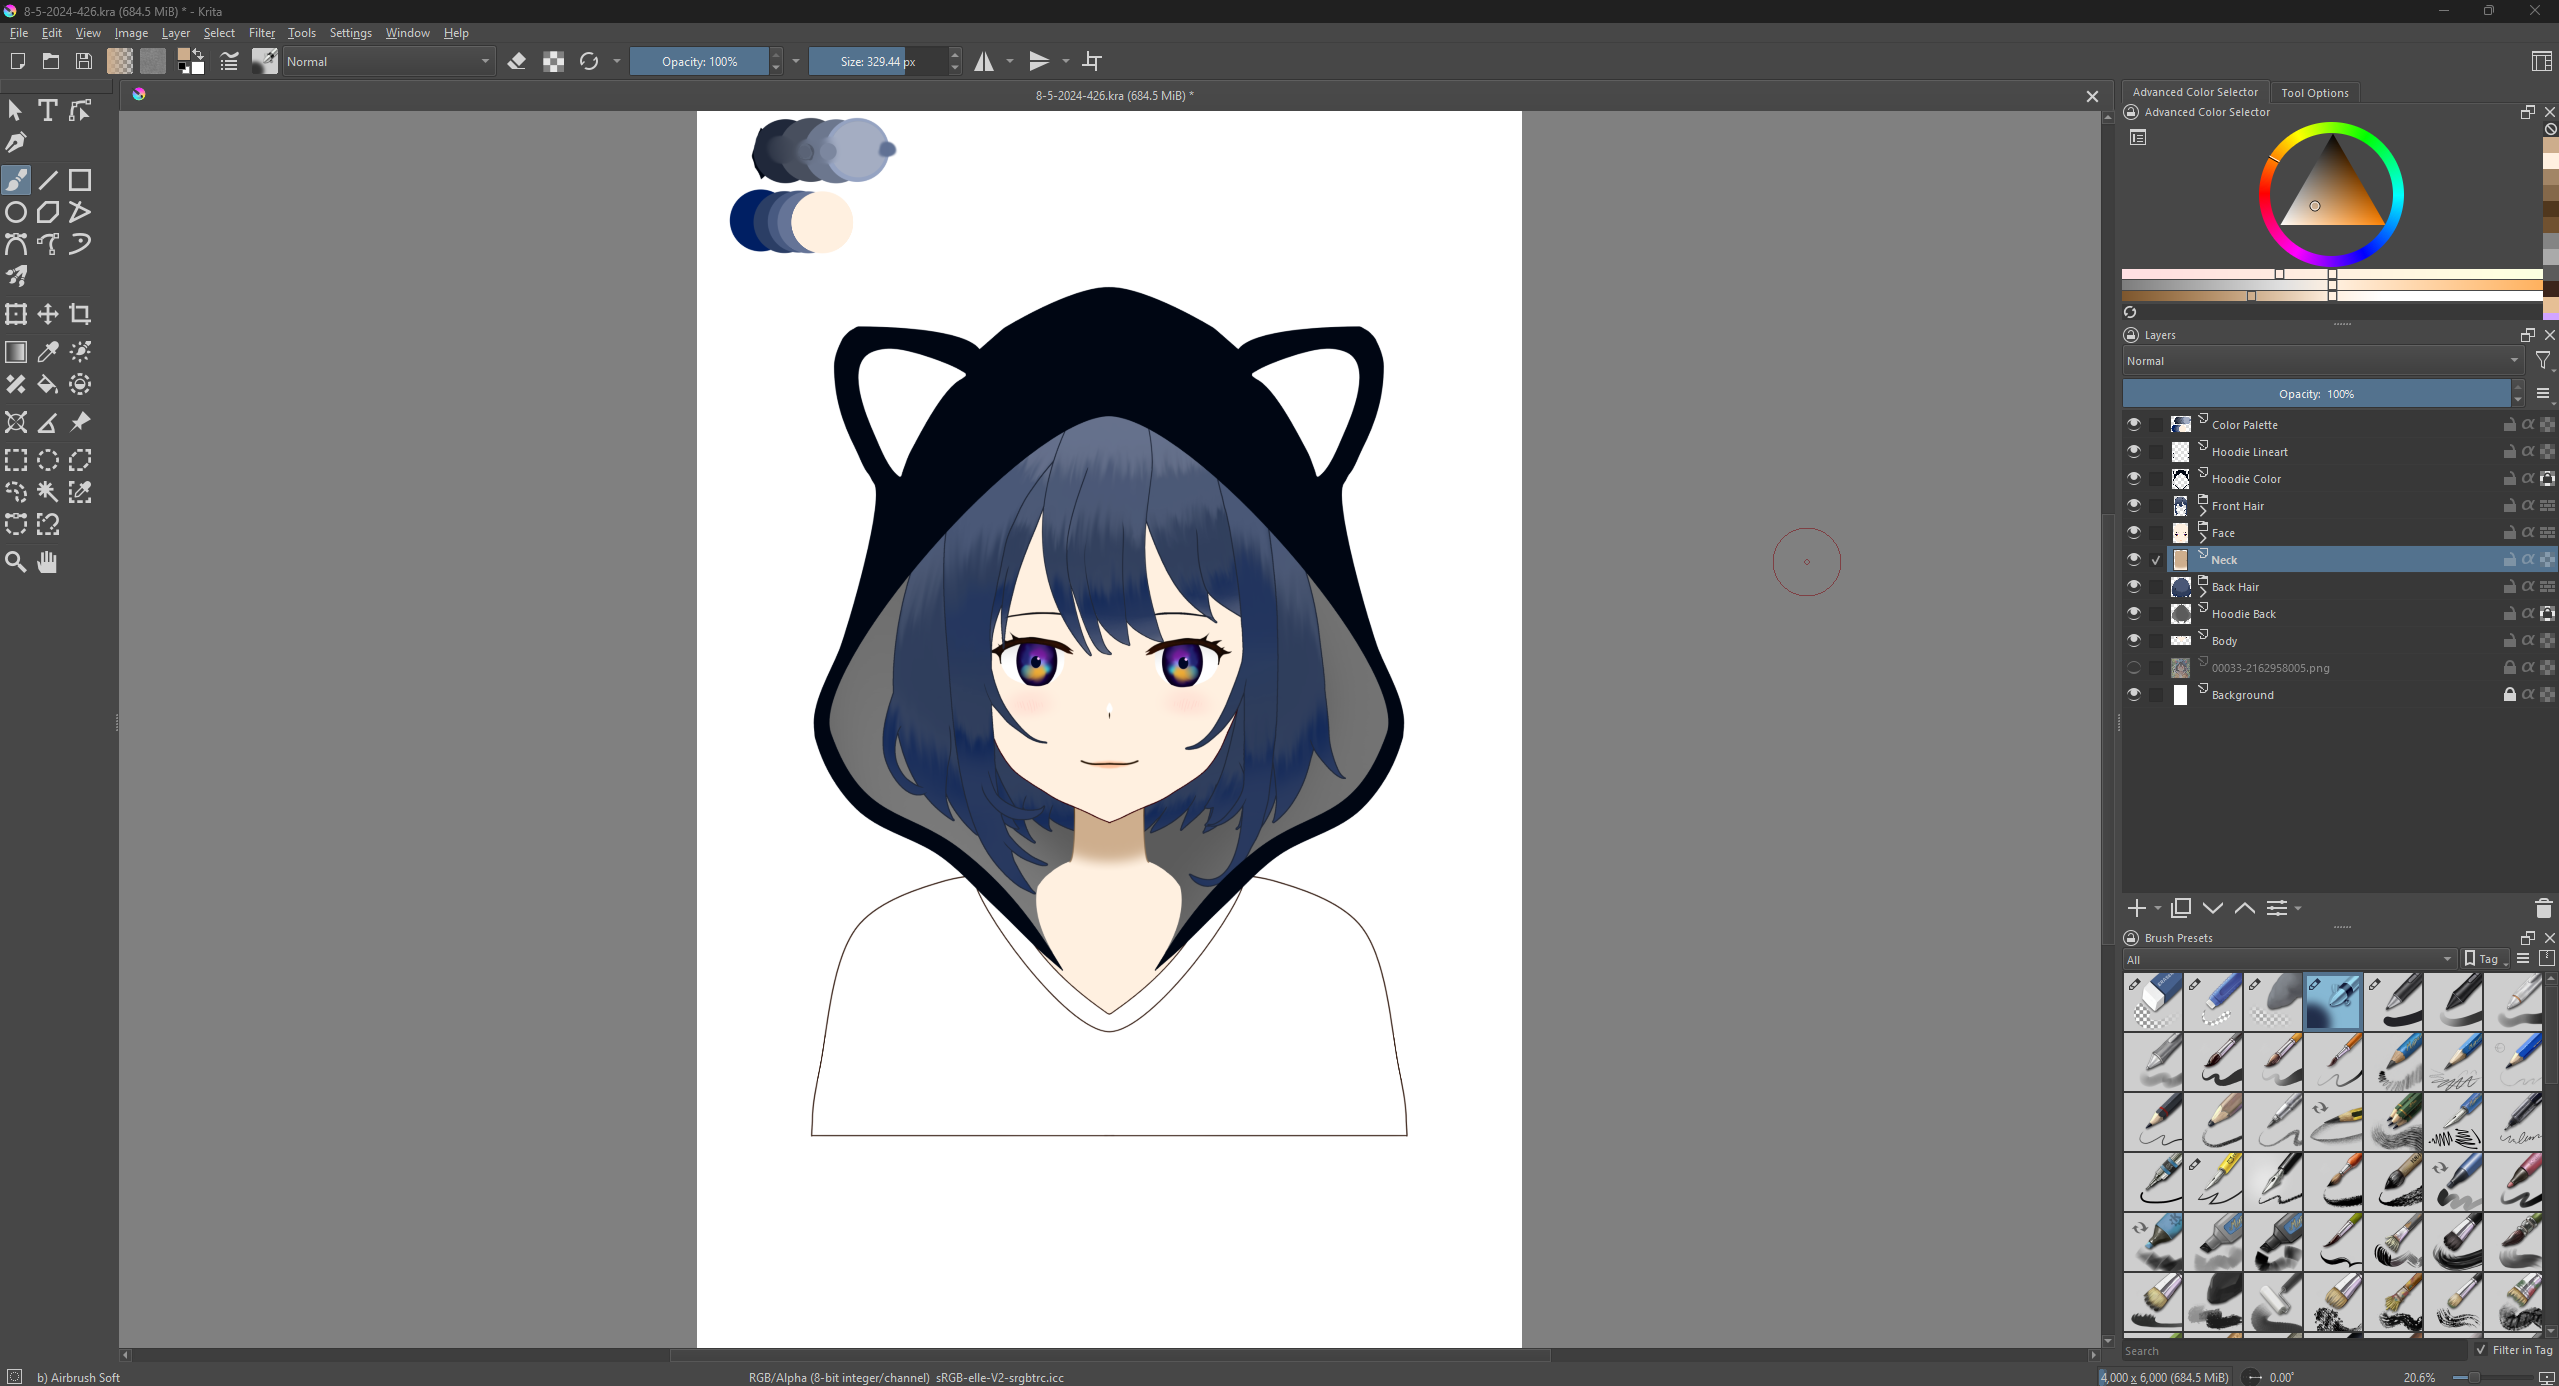 8-5-2024-426.kra (684.5 MiB) * - Krita
File Edit View Image Layer Select Filter Tools Settings Window Help
Normal Opacity: 100% Size: 329.44 px
8-5-2024-426.kra (684.5 MiB) *
Advanced Color Selector Tool Options
Advanced Color Selector
Layers
Normal
Opacity: 100%
Color Palette
Hoodie Lineart
Hoodie Color
Front Hair
Face
Neck
Back Hair
Hoodie Back
Body
00033-2162958005.png
Background
Brush Presets
All Tag
Search Filter in Tag
b) Airbrush Soft RGB/Alpha (8-bit integer/channel) sRGB-elle-V2-srgbtrc.icc 4,000 x 6,000 (684.5 MiB) 0.00° 20.6%